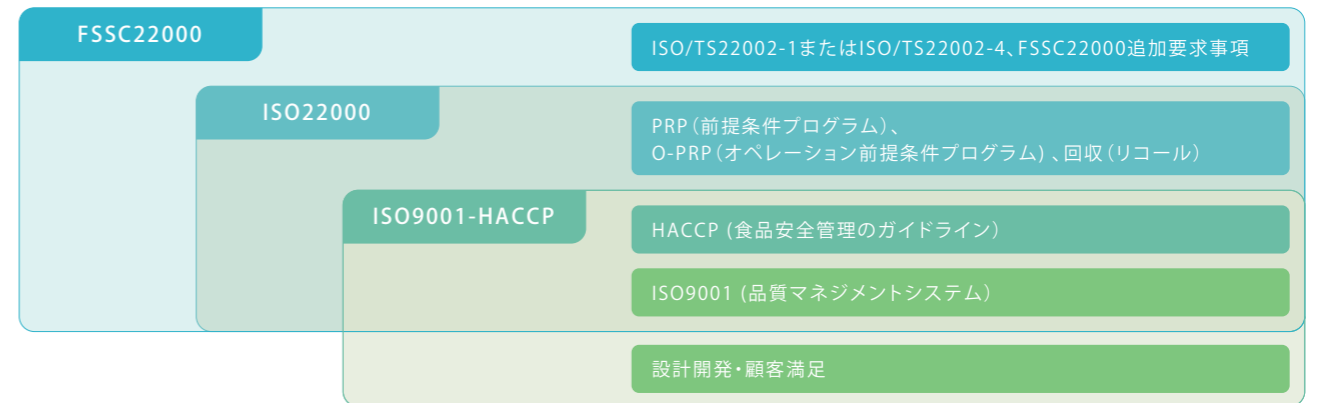 FSSC22000
ISO/TS22002-1またはISO/TS22002-4、FSSC22000追加要求事項
ISO22000
PRP(前提条件プログラム)、
O-PRP(オペレーション前提条件プログラム) 、回収(リコール)
ISO9001-HACCP
HACCP (食品安全管理のガイドライン)
ISO9001 (品質マネジメントシステム)
設計開発・顧客満足